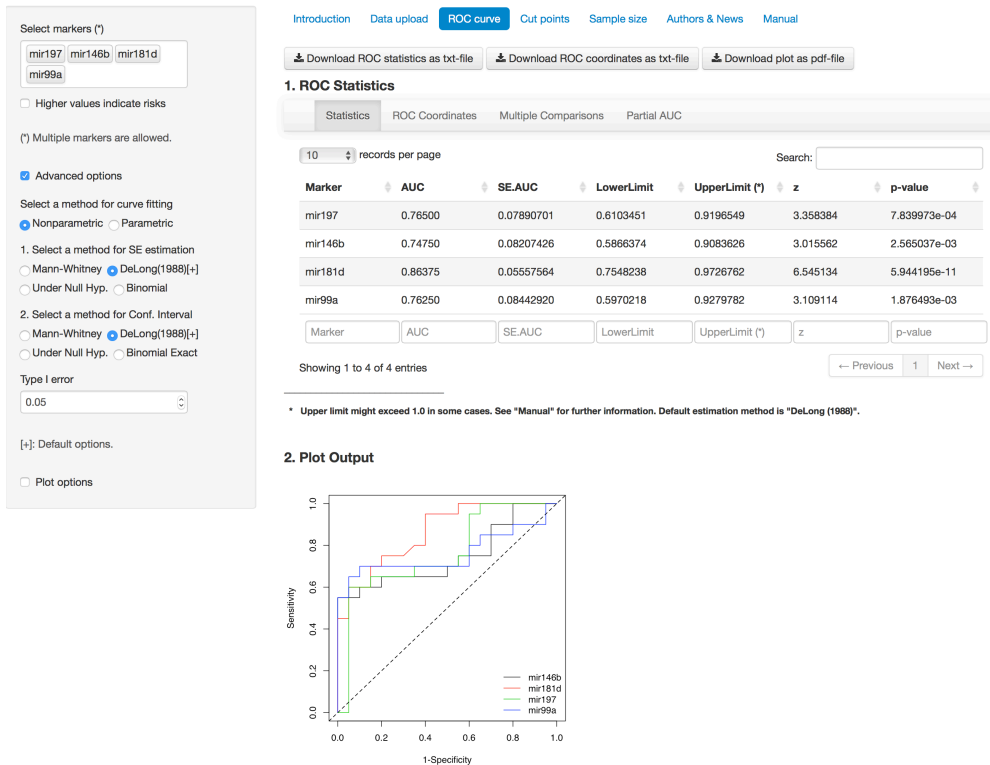 Select markers (*)
mir197 mir146b mir181d
mir99a
Higher values indicate risks
(*) Multiple markers are allowed.
Advanced options
Select a method for curve fitting
Nonparametric Parametric
1. Select a method for SE estimation
Mann-Whitney DeLong(1988)[+]
Under Null Hyp. Binomial
2. Select a method for Conf. Interval
Mann-Whitney DeLong(1988)[+]
Under Null Hyp. Binomial Exact
Type I error
0.05
[+]: Default options.
Plot options
Introduction Data upload ROC curve Cut points Sample size Authors & News Manual
Download ROC statistics as txt-file Download ROC coordinates as txt-file Download plot as pdf-file
1. ROC Statistics
Statistics ROC Coordinates Multiple Comparisons Partial AUC
10 records per page Search:
Marker AUC SE.AUC LowerLimit UpperLimit (*) z p-value
mir197 0.76500 0.07890701 0.6103451 0.9196549 3.358384 7.839973e-04
mir146b 0.74750 0.08207426 0.5866374 0.9083626 3.015562 2.565037e-03
mir181d 0.86375 0.05557564 0.7548238 0.9726762 6.545134 5.944195e-11
mir99a 0.76250 0.08442920 0.5970218 0.9279782 3.109114 1.876493e-03
Marker AUC SE.AUC LowerLimit UpperLimit (*) z p-value
Showing 1 to 4 of 4 entries ← Previous 1 Next →
* Upper limit might exceed 1.0 in some cases. See "Manual" for further information. Default estimation method is "DeLong (1988)".
2. Plot Output
Sensitivity
1.0
0.8
0.6
0.4
0.2
0.0
mir146b
mir181d
mir197
mir99a
0.0 0.2 0.4 0.6 0.8 1.0
1-Specificity